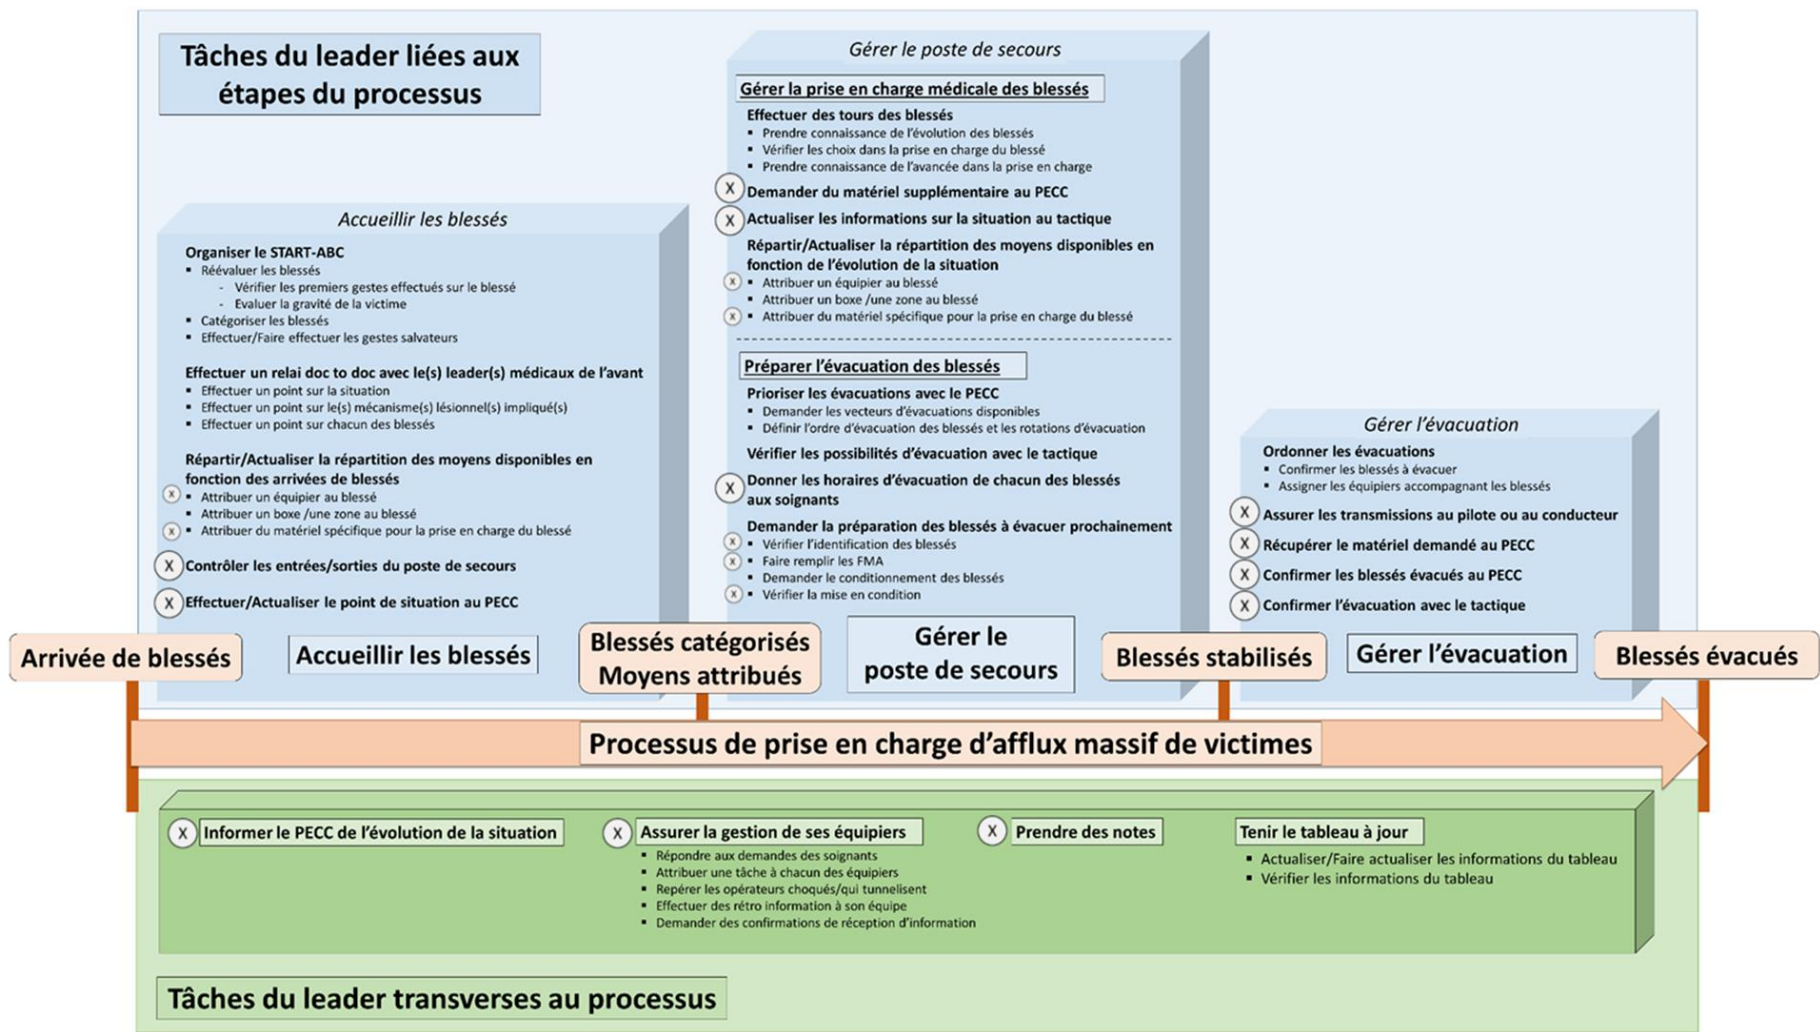 Tâches du leader liées aux
étapes du processus
Accueillir les blessés
Organiser le START-ABC
▪ Réévaluer les blessés
- Vérifier les premiers gestes effectués sur le blessé
- Evaluer la gravité de la victime
▪ Catégoriser les blessés
▪ Effectuer/Faire effectuer les gestes salvateurs
Effectuer un relai doc to doc avec le(s) leader(s) médicaux de l'avant
▪ Effectuer un point sur la situation
▪ Effectuer un point sur le(s) mécanisme(s) lésionnel(s) impliqué(s)
▪ Effectuer un point sur chacun des blessés
Répartir/Actualiser la répartition des moyens disponibles en
fonction des arrivées de blessés
X ▪ Attribuer un équipier au blessé
▪ Attribuer un boxe /une zone au blessé
X ▪ Attribuer du matériel spécifique pour la prise en charge du blessé
X Contrôler les entrées/sorties du poste de secours
X Effectuer/Actualiser le point de situation au PECC
Gérer le poste de secours
Gérer la prise en charge médicale des blessés
Effectuer des tours des blessés
▪ Prendre connaissance de l'évolution des blessés
▪ Vérifier les choix dans la prise en charge du blessé
▪ Prendre connaissance de l'avancée dans la prise en charge
X Demander du matériel supplémentaire au PECC
X Actualiser les informations sur la situation au tactique
Répartir/Actualiser la répartition des moyens disponibles en
fonction de l'évolution de la situation
X ▪ Attribuer un équipier au blessé
▪ Attribuer un boxe /une zone au blessé
X ▪ Attribuer du matériel spécifique pour la prise en charge du blessé
Préparer l'évacuation des blessés
Prioriser les évacuations avec le PECC
▪ Demander les vecteurs d'évacuations disponibles
▪ Définir l'ordre d'évacuation des blessés et les rotations d'évacuation
Vérifier les possibilités d'évacuation avec le tactique
X Donner les horaires d'évacuation de chacun des blessés
aux soignants
Demander la préparation des blessés à évacuer prochainement
X ▪ Vérifier l'identification des blessés
X ▪ Faire remplir les FMA
▪ Demander le conditionnement des blessés
X ▪ Vérifier la mise en condition
Gérer l'évacuation
Ordonner les évacuations
▪ Confirmer les blessés à évacuer
▪ Assigner les équipiers accompagnant les blessés
X Assurer les transmissions au pilote ou au conducteur
X Récupérer le matériel demandé au PECC
X Confirmer les blessés évacués au PECC
X Confirmer l'évacuation avec le tactique
Arrivée de blessés
Accueillir les blessés
Blessés catégorisés
Moyens attribués
Gérer le
poste de secours
Blessés stabilisés
Gérer l'évacuation
Blessés évacués
Processus de prise en charge d'afflux massif de victimes
X Informer le PECC de l'évolution de la situation
X Assurer la gestion de ses équipiers
▪ Répondre aux demandes des soignants
▪ Attribuer une tâche à chacun des équipiers
▪ Repérer les opérateurs choqués/qui tunnelisent
▪ Effectuer des rétro information à son équipe
▪ Demander des confirmations de réception d'information
X Prendre des notes
Tenir le tableau à jour
▪ Actualiser/Faire actualiser les informations du tableau
▪ Vérifier les informations du tableau
Tâches du leader transverses au processus